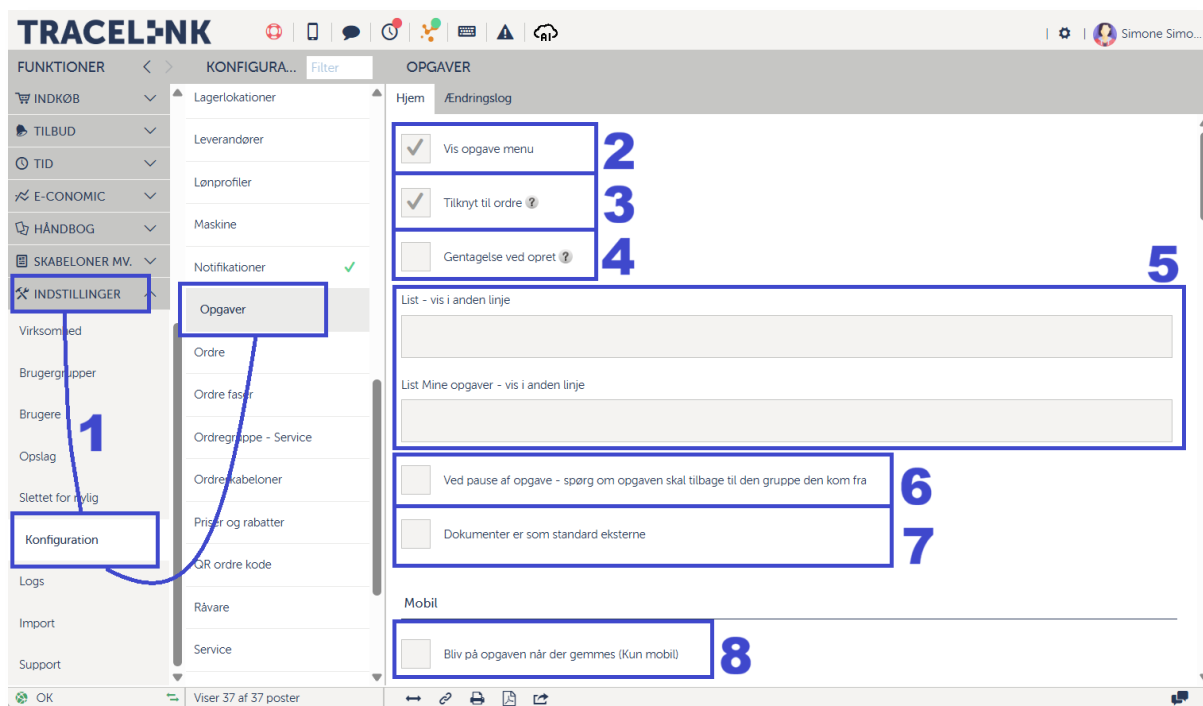 TRACELINK
AI
Simone Simo...
FUNKTIONER
KONFIGURA...
Filter
OPGAVER
INDKØB
TILBUD
TID
E-CONOMIC
HÅNDBOG
SKABELONER MV.
INDSTILLINGER
Virksomhed
Brugergrupper
Brugere
1
Opslag
Slettet for nylig
Konfiguration
Logs
Import
Support
OK
Lagerlokationer
Leverandører
Lønprofiler
Maskine
Notifikationer
Opgaver
Ordre
Ordre faser
Ordregruppe - Service
Ordreskabeloner
Priser og rabatter
QR ordre kode
Råvare
Service
Viser 37 af 37 poster
Hjem
Ændringslog
Vis opgave menu
2
Tilknyt til ordre ?
3
Gentagelse ved opret ?
4
5
List - vis i anden linje
List Mine opgaver - vis i anden linje
Ved pause af opgave - spørg om opgaven skal tilbage til den gruppe den kom fra
6
Dokumenter er som standard eksterne
7
Mobil
Bliv på opgaven når der gemmes (Kun mobil)
8